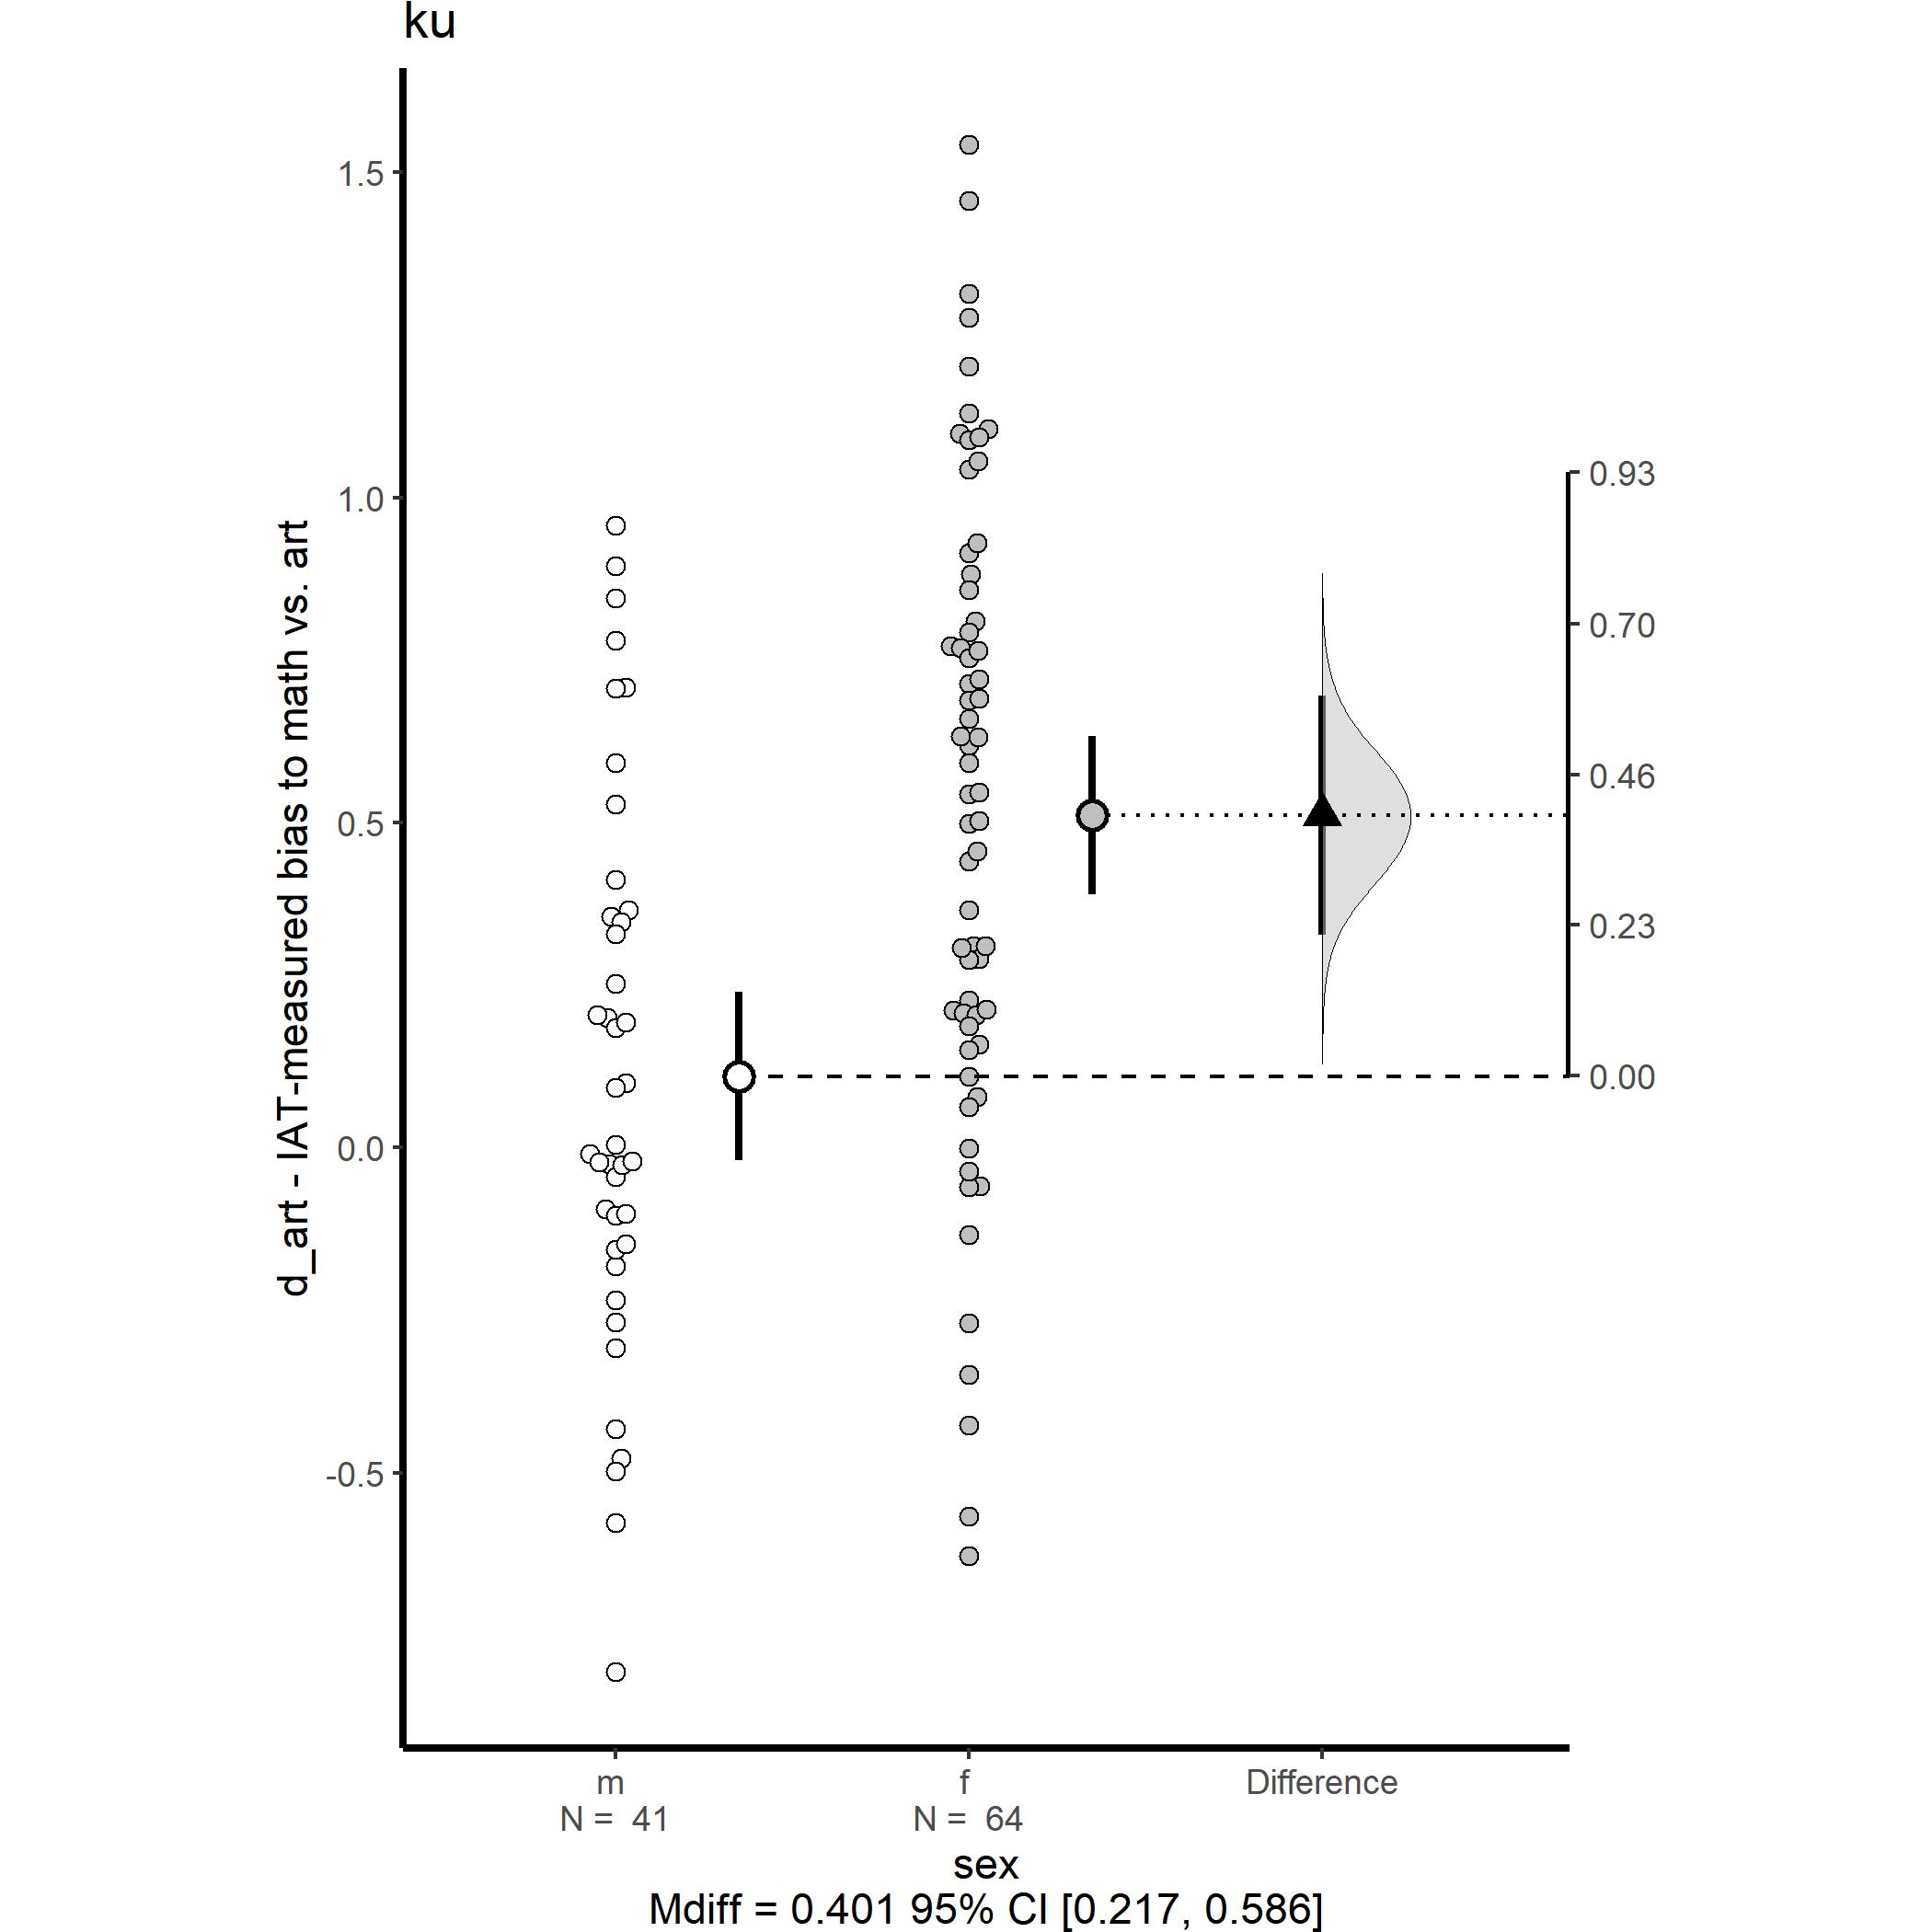 ku
d_art - IAT-measured bias to math vs. art
1.5
1.0
0.5
0.0
-0.5
0.93
0.70
0.46
0.23
0.00
m
N =  41
f
N =  64
Difference
sex
Mdiff = 0.401 95% CI [0.217, 0.586]